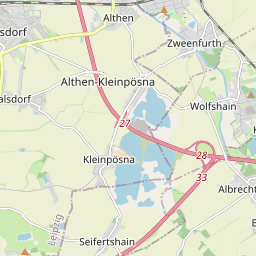 Althen
sdorf
Zweenfurth
Althen-Kleinpösna
alsdorf
Wolfshain
27
K
Kleinpösna
28
33
Albrecht
Leipzig
Seifertshain